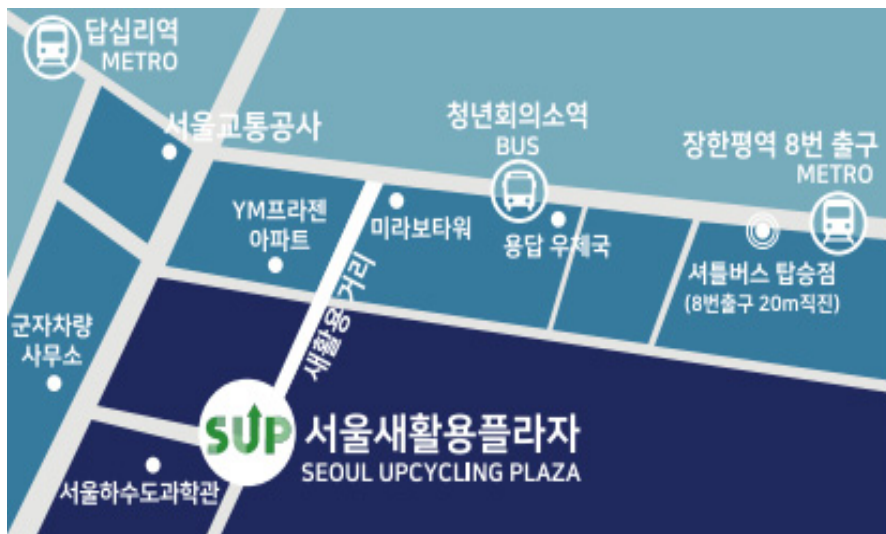 답십리역
METRO
서울교통공사
청년회의소역
BUS
장한평역 8번 출구
METRO
YM프라젠
아파트
미라보타워
용답 우체국
셔틀버스 탑승점
(8번출구 20m직진)
새활용 거리
군자차량
사무소
SUP
서울새활용플라자
SEOUL UPCYCLING PLAZA
서울하수도과학관